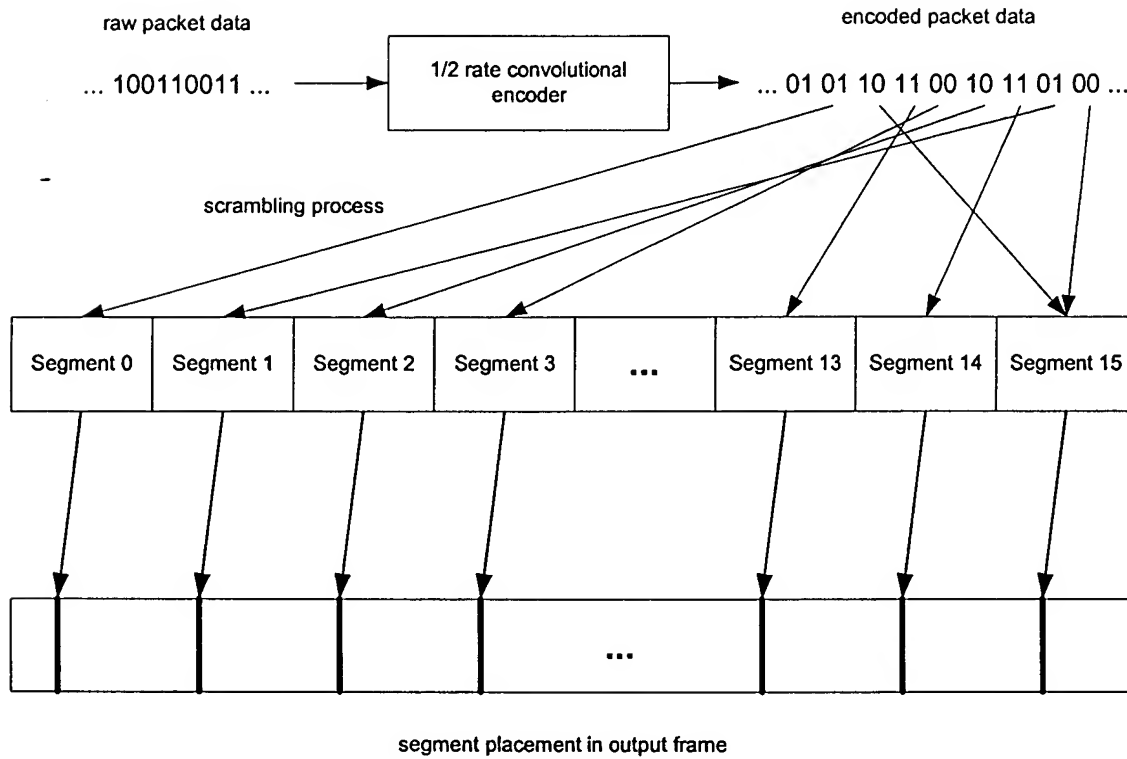 raw packet data
encoded packet data
... 100110011 ...
1/2 rate convolutional
encoder
... 01 01 10 11 00 10 11 01 00 ...
scrambling process
Segment 0
Segment 1
Segment 2
Segment 3
...
Segment 13
Segment 14
Segment 15
...
segment placement in output frame